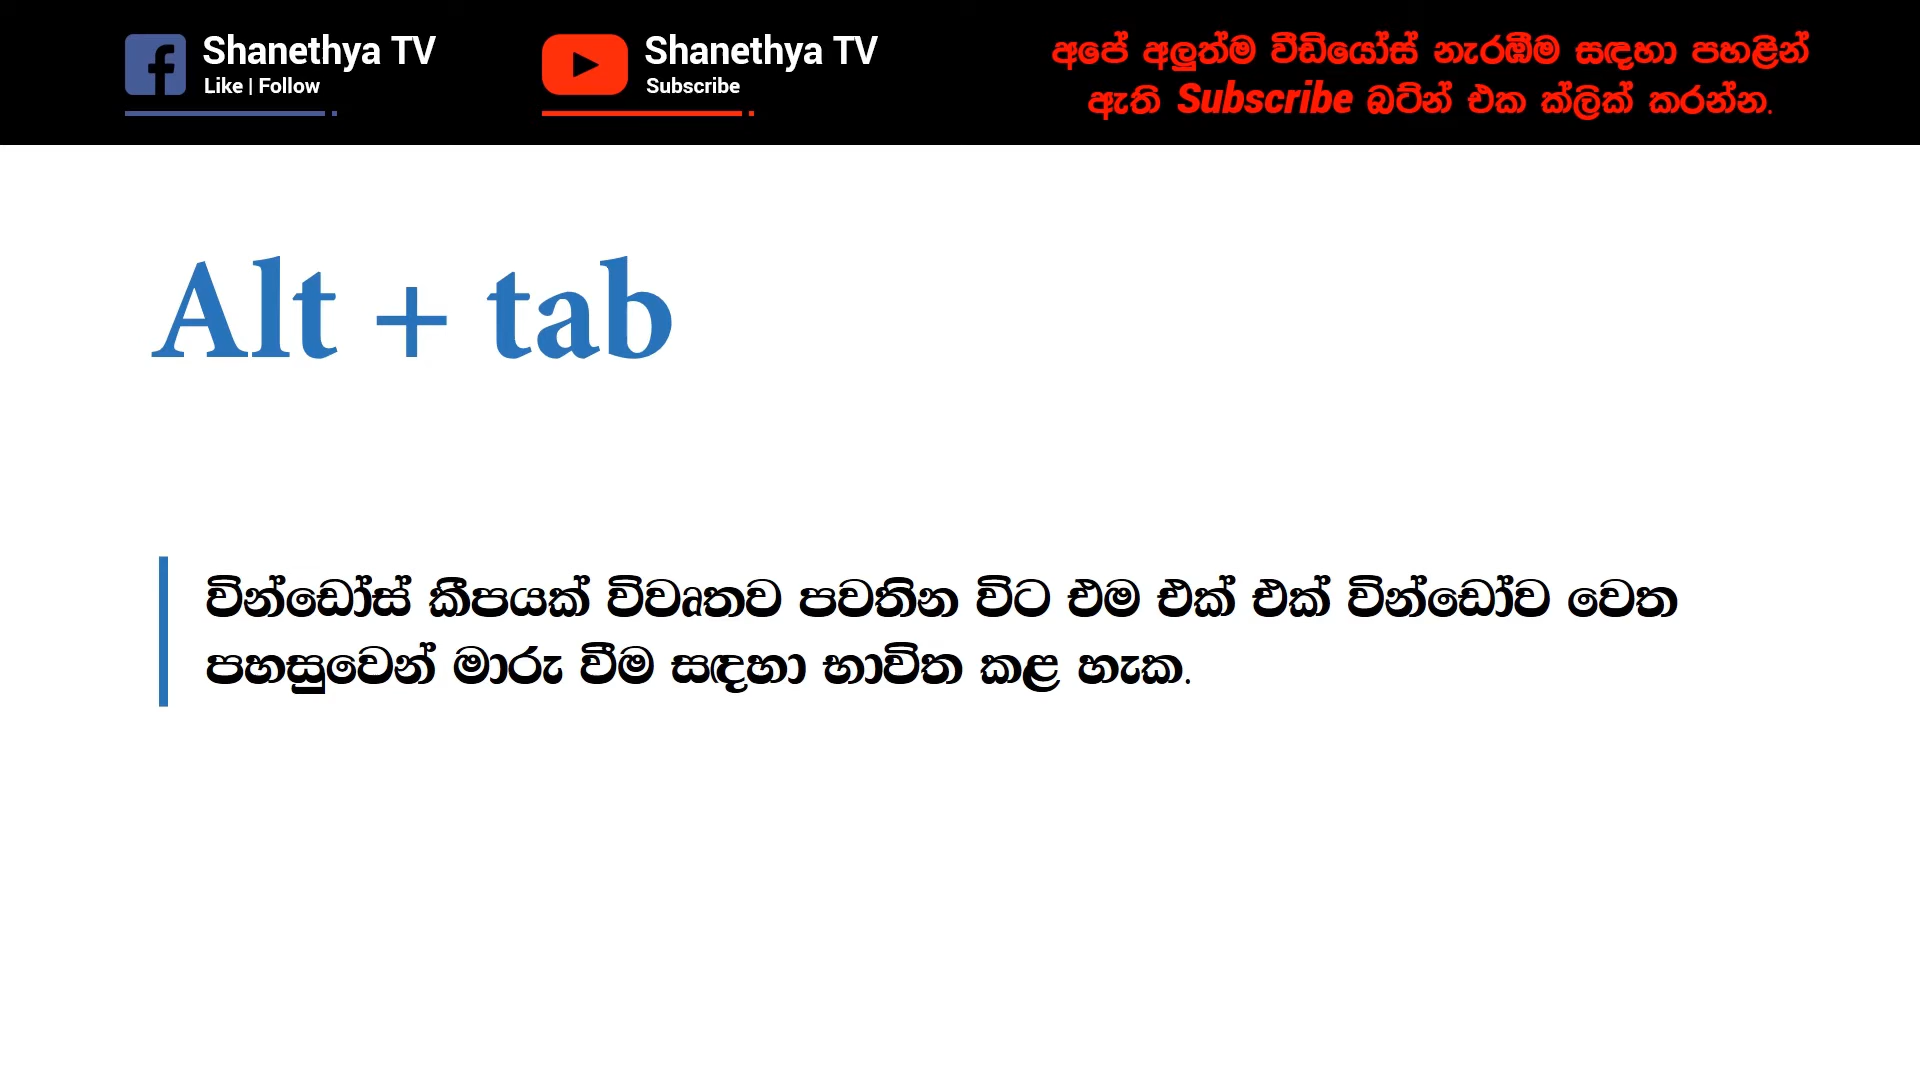 Shanethya TV
Like | Follow
Shanethya TV
Subscribe
අපේ අලුත්ම වීඩියෝස් නැරඹීම සඳහා පහළින්
ඇති Subscribe බටන් එක ක්ලික් කරන්න.
Alt + tab
වින්ඩෝස් කීපයක් විවෘතව පවතින විට එම එක් එක් වින්ඩෝව වෙත
පහසුවෙන් මාරු වීම සඳහා භාවිත කළ හැක.